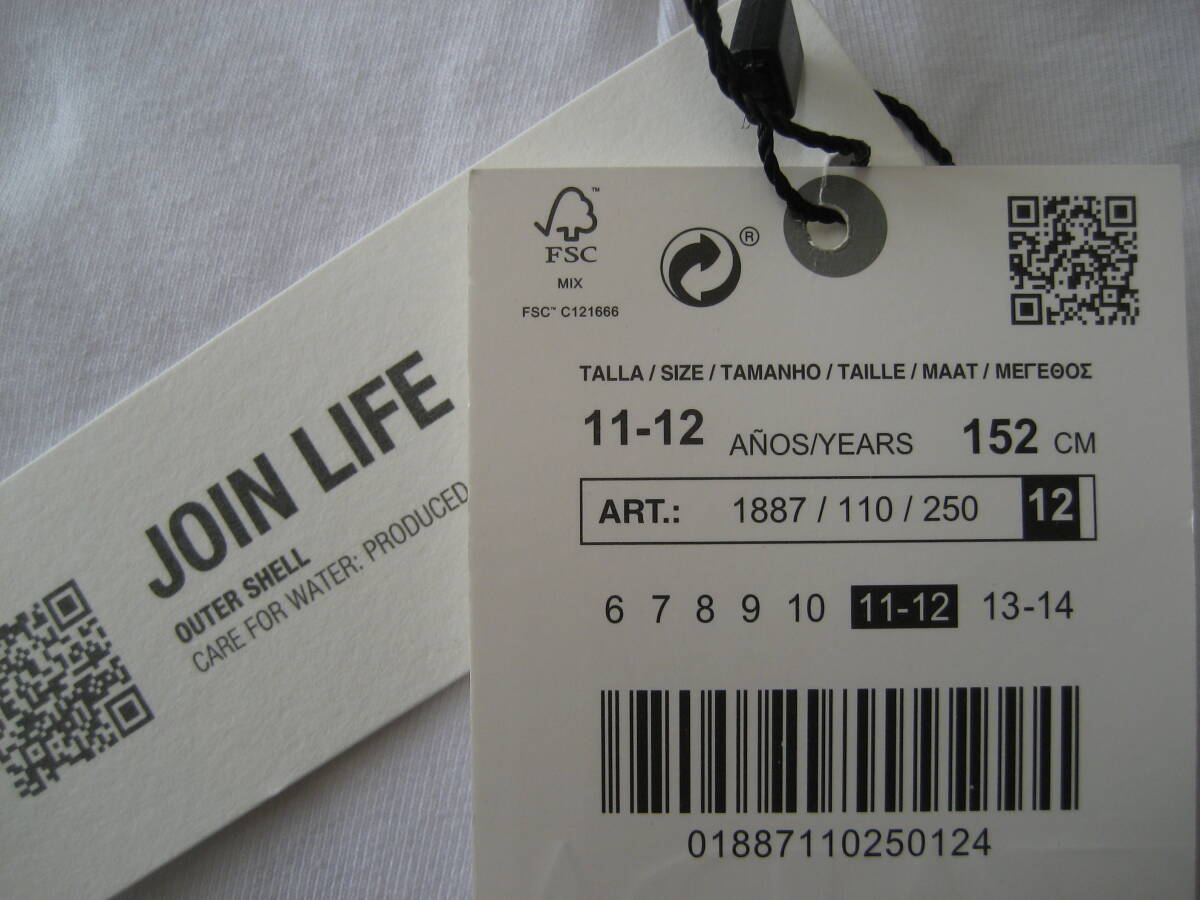 JOIN LIFE
OUTER SHELL
CARE FOR WATER: PRODUCED
™
FSC
MIX
FSC™ C121666
®
TALLA / SIZE / TAMANHO / TAILLE / MAAT / ΜΕΓΕΘΟΣ
11-12 AÑOS/YEARS 152 CM
ART.: 1887 / 110 / 250 12
6 7 8 9 10 11-12 13-14
01887110250124